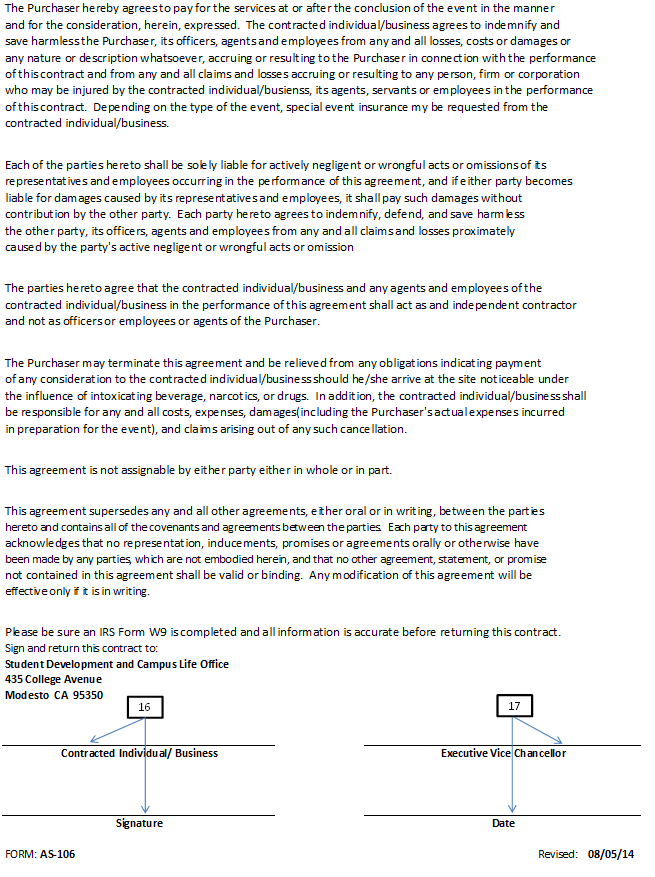 The Purchaser hereby agrees to pay for the services at or after the conclusion of the event in the manner
and for the consideration, herein, expressed. The contracted individual/business agrees to indemnify and
save harmless the Purchaser, its officers, agents and employees from any and all losses, costs or damages or
any nature or description whatsoever, accruing or resulting to the Purchaser in connection with the performance
of this contract and from any and all claims and losses accruing or resulting to any person, firm or corporation
who may be injured by the contracted individual/busienss, its agents, servants or employees in the performance
of this contract. Depending on the type of the event, special event insurance my be requested from the
contracted individual/business.
Each of the parties hereto shall be solely liable for actively negligent or wrongful acts or omissions of its
representatives and employees occurring in the performance of this agreement, and if either party becomes
liable for damages caused by its representatives and employees, it shall pay such damages without
contribution by the other party. Each party hereto agrees to indemnify, defend, and save harmless
the other party, its officers, agents and employees from any and all claims and losses proximately
caused by the party's active negligent or wrongful acts or omission
The parties hereto agree that the contracted individual/business and any agents and employees of the
contracted individual/business in the performance of this agreement shall act as and independent contractor
and not as officers or employees or agents of the Purchaser.
The Purchaser may terminate this agreement and be relieved from any obligations indicating payment
of any consideration to the contracted individual/business should he/she arrive at the site noticeable under
the influence of intoxicating beverage, narcotics, or drugs. In addition, the contracted individual/business shall
be responsible for any and all costs, expenses, damages(including the Purchaser's actual expenses incurred
in preparation for the event), and claims arising out of any such cancellation.
This agreement is not assignable by either party either in whole or in part.
This agreement supersedes any and all other agreements, either oral or in writing, between the parties
hereto and contains all of the covenants and agreements between the parties. Each party to this agreement
acknowledges that no representation, inducements, promises or agreements orally or otherwise have
been made by any parties, which are not embodied herein, and that no other agreement, statement, or promise
not contained in this agreement shall be valid or binding. Any modification of this agreement will be
effective only if it is in writing.
Please be sure an IRS Form W9 is completed and all information is accurate before returning this contract.
Sign and return this contract to:
Student Development and Campus Life Office
435 College Avenue
Modesto CA 95350
16 17
Contracted Individual/ Business Executive Vice Chancellor
Signature Date
FORM: AS-106 Revised: 08/05/14